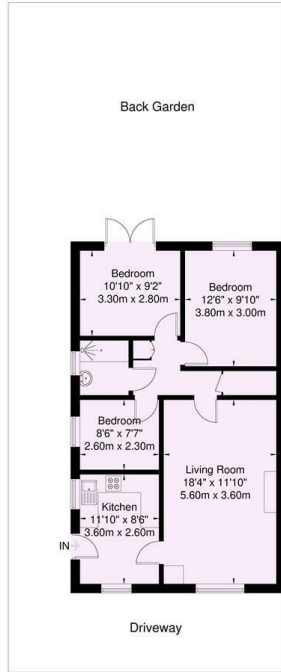 Back Garden
Bedroom
10'10" x 9'2"
3.30m x 2.80m
Bedroom
12'6" x 9'10"
3.80m x 3.00m
Bedroom
8'6" x 7'7"
2.60m x 2.30m
Living Room
18'4" x 11'10"
5.60m x 3.60m
Kitchen
11'10" x 8'6"
3.60m x 2.60m
IN
Driveway